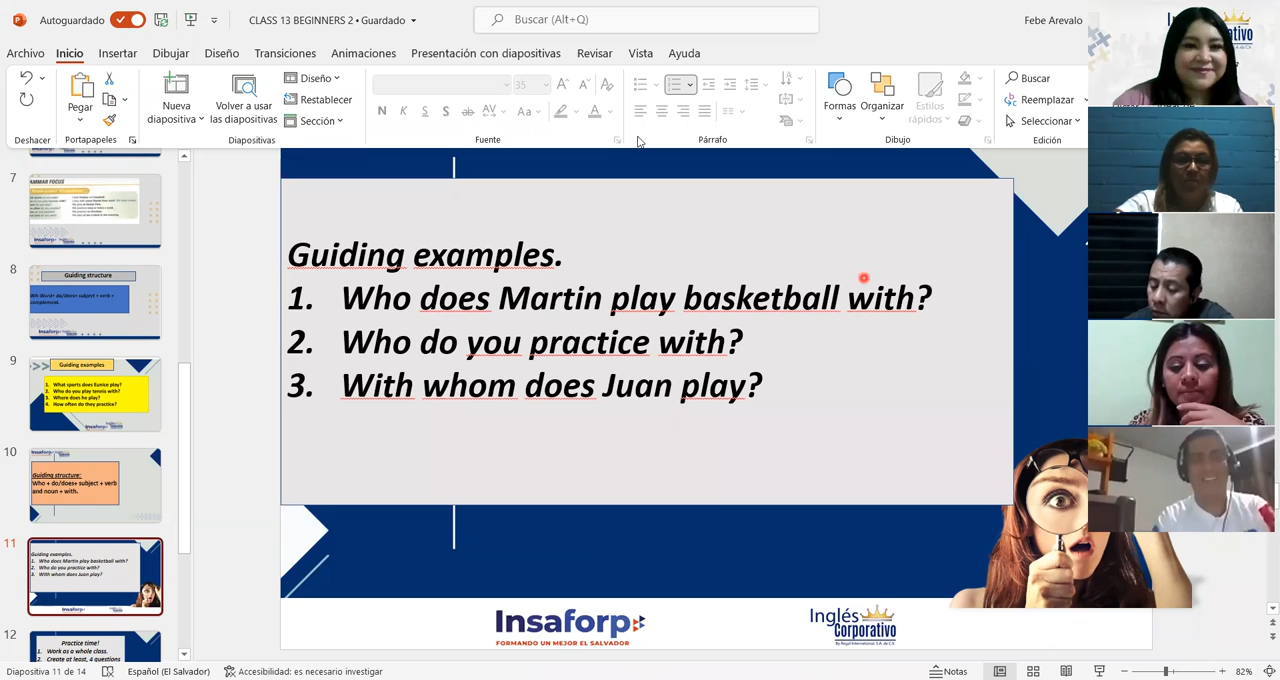 Autoguardado
CLASS 13 BEGINNERS 2 • Guardado
Buscar (Alt+Q)
Febe Arevalo
Archivo Inicio Insertar Dibujar Diseño Transiciones Animaciones Presentación con diapositivas Revisar Vista Ayuda
Deshacer
Pegar
Portapapeles
Nueva diapositiva
Volver a usar las diapositivas
Diseño
Restablecer
Sección
Diapositivas
35
N K S S ab AV Aa A
Fuente
Párrafo
Formas
Organizar
Estilos rápidos
Dibujo
Buscar
Reemplazar
Seleccionar
Edición
7
8
Guiding structure
9
Guiding examples
1. What sports does Eunice play?
2. Who do you play tennis with?
3. Where does he play?
4. How often do they practice?
10
Guiding structure:
Who + do/does+ subject + verb
and noun + with.
11
Guiding examples.
1. Who does Martin play basketball with?
2. Who do you practice with?
3. With whom does Juan play?
12
Practice time!
1. Work as a whole class.
2. Create at least, 4 questions
Guiding examples.
1. Who does Martin play basketball with?
2. Who do you practice with?
3. With whom does Juan play?
Insaforp
FORMANDO UN MEJOR EL SALVADOR
Inglés
Corporativo
By Regal International, S.A. de C.V.
Diapositiva 11 de 14
Español (El Salvador)
Accesibilidad: es necesario investigar
Notas
82%